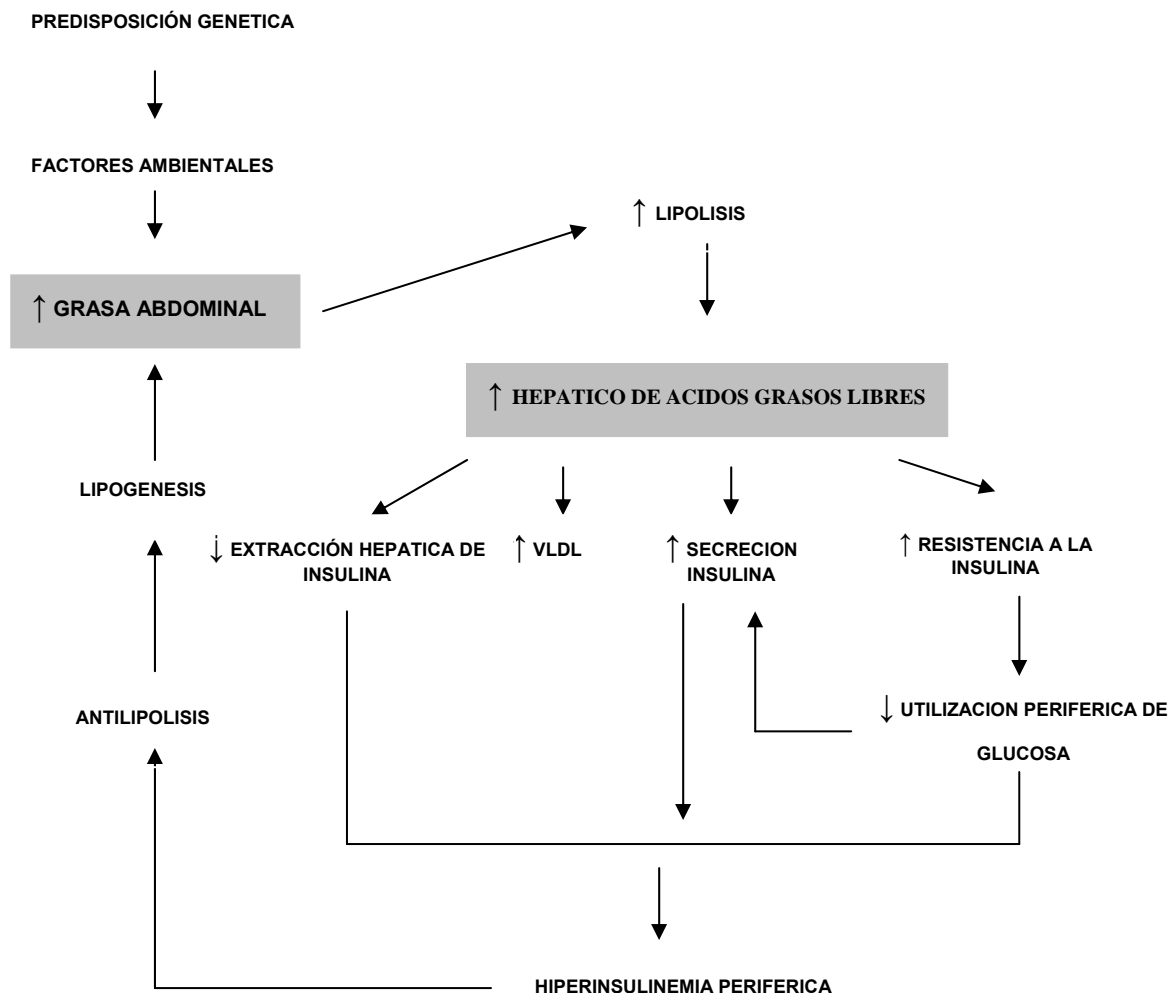 PREDISPOSICIÓN GENETICA
FACTORES AMBIENTALES
↑ LIPOLISIS
↑ GRASA ABDOMINAL
↑ HEPATICO DE ACIDOS GRASOS LIBRES
LIPOGENESIS
↓ EXTRACCIÓN HEPATICA DE
INSULINA
↑ VLDL
↑ SECRECION
INSULINA
↑ RESISTENCIA A LA
INSULINA
ANTILIPOLISIS
↓ UTILIZACION PERIFERICA DE
GLUCOSA
HIPERINSULINEMIA PERIFERICA